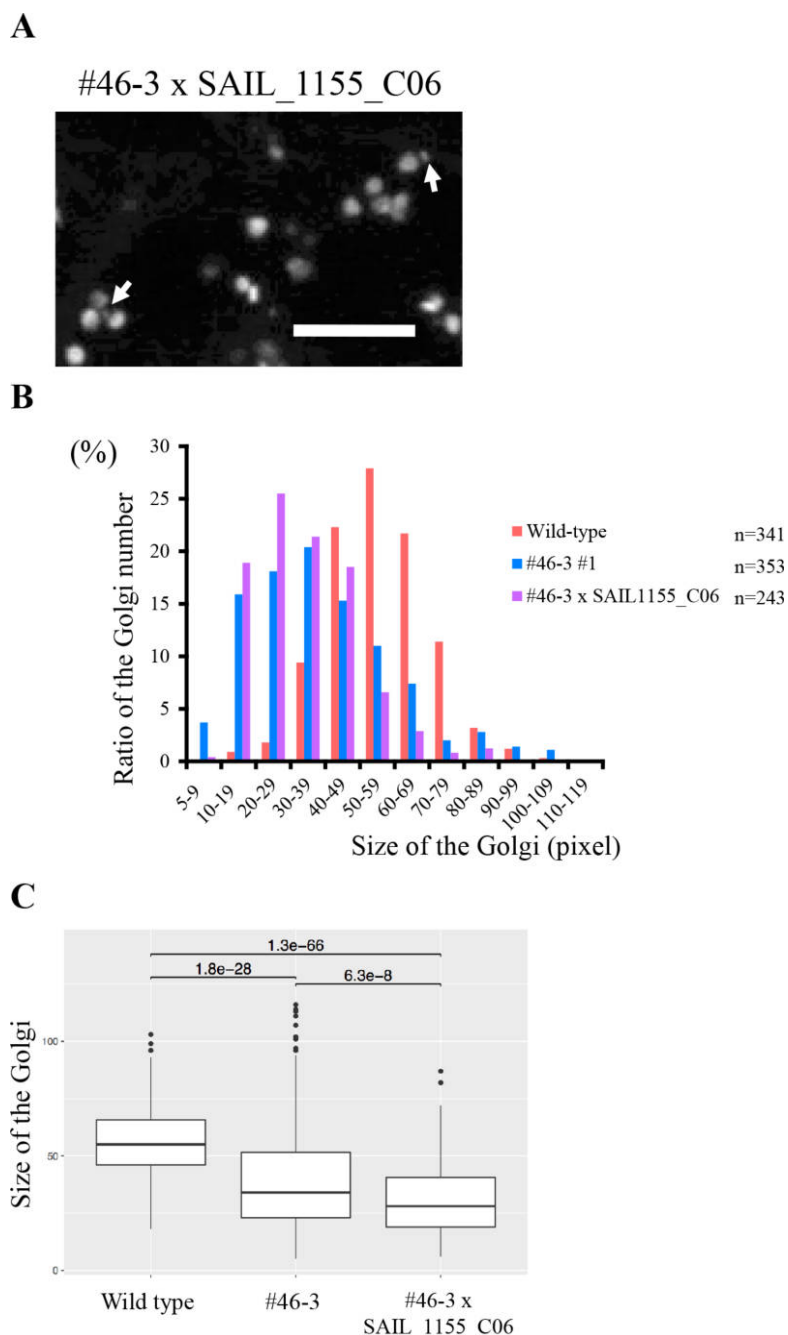 A
#46-3 x SAIL_1155_C06
B
(%)
Ratio of the Golgi number
30
25
20
15
10
5
0
5-9
10-19
20-29
30-39
40-49
50-59
60-69
70-79
80-89
90-99
100-109
110-119
Size of the Golgi (pixel)
Wild-type n=341
#46-3 #1 n=353
#46-3 x SAIL1155_C06 n=243
C
Size of the Golgi
100
50
0
1.3e-66
1.8e-28
6.3e-8
Wild type
#46-3
#46-3 x
SAIL_1155_C06